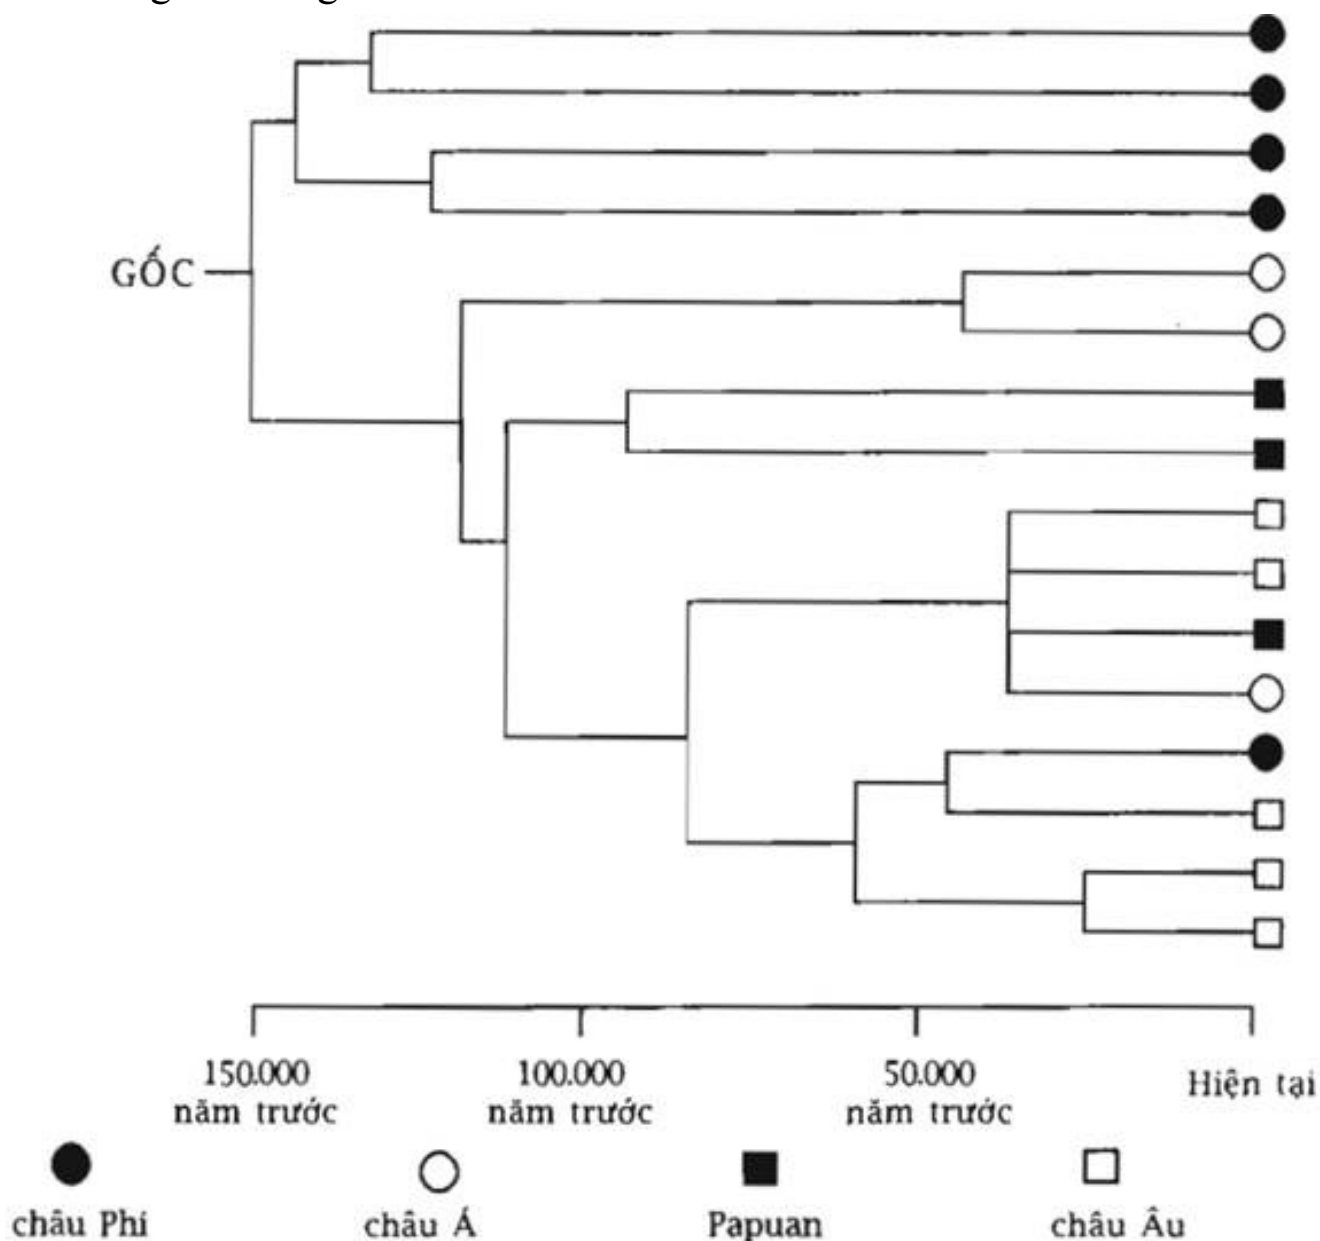 GỐC
150.000
năm trước
100.000
năm trước
50.000
năm trước
Hiện tại
châu Phi
châu Á
Papuan
châu Âu